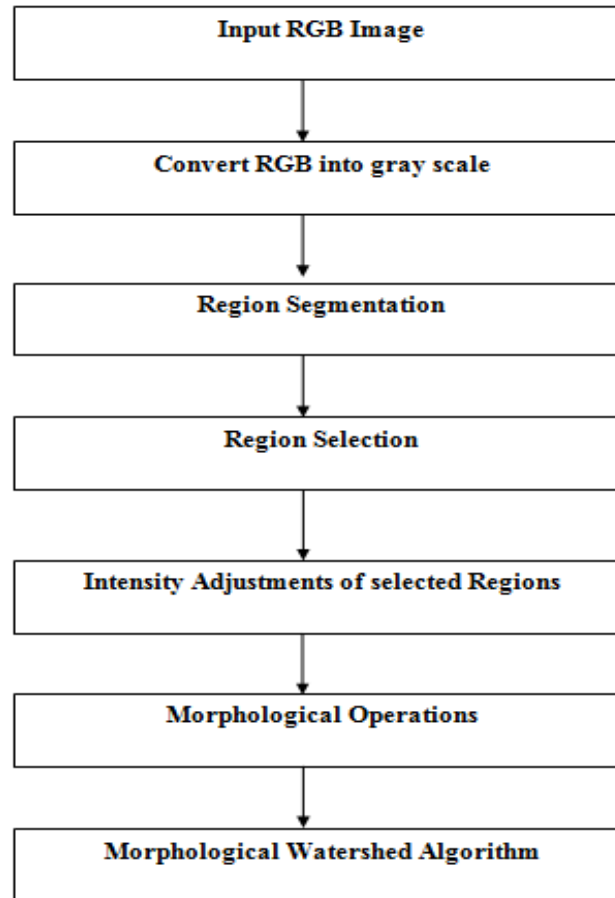 Input RGB Image
Convert RGB into gray scale
Region Segmentation
Region Selection
Intensity Adjustments of selected Regions
Morphological Operations
Morphological Watershed Algorithm